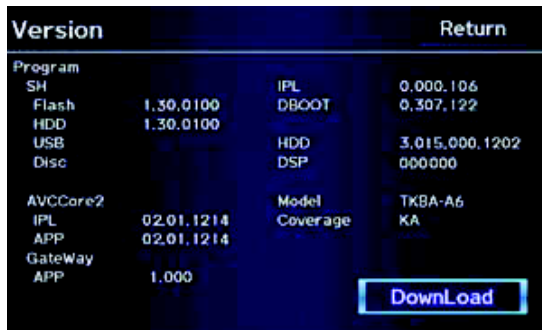 Version Return
Program
SH IPL 0.000.106
Flash 1.30.0100 DBOOT 0.307.122
HDD 1.30.0100
USB HDD 3.015.000.1202
Disc DSP 000000
AVCCore2 Model TKBA-A6
IPL 02.01.1214 Coverage KA
APP 02.01.1214
GateWay
APP 1.000
DownLoad